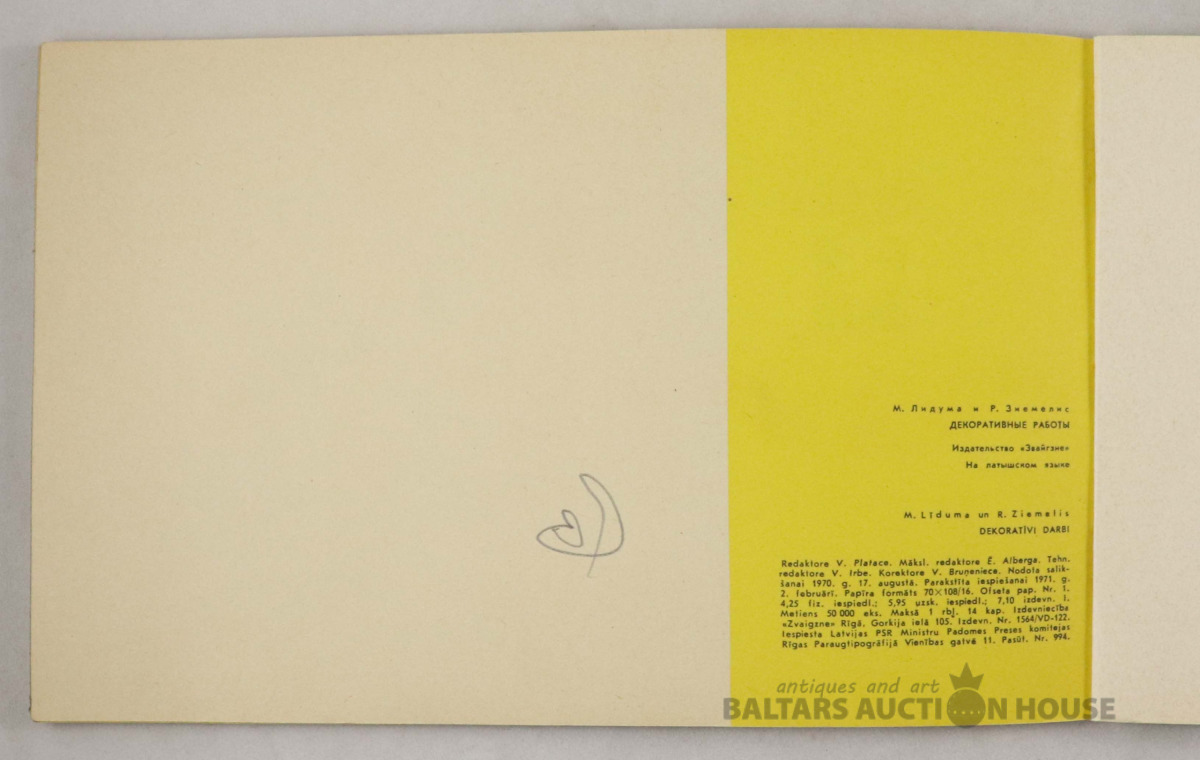 М. Лидума и Р. Зиемелис
ДЕКОРАТИВНЫЕ РАБОТЫ
Издательство «Звайгзне»
На латышском языке
M. Līduma un R. Ziemelis
DEKORATĪVI DARBI
Redaktore V. Platace. Māksl. redaktore Ē. Alberga. Tehn.
redaktore V. Irbe. Korektore V. Bruņeniece. Nodota salik-
šanai 1970. g. 17. augustā. Parakstīta iespiešanai 1971. g.
2. februārī. Papīra formāts 70×108/16. Ofseta pap. Nr. 1.
4,25 fiz. iespiedl.; 5,95 uzsk. iespiedl.; 7,10 izdevn. l.
Metiens 50 000 eks. Maksā 1 rbļ. 14 kap. Izdevniecība
«Zvaigzne» Rīgā, Gorkija ielā 105. Izdevn. Nr. 1564/VD-122.
Iespiesta Latvijas PSR Ministru Padomes Preses komitejas
Rīgas Paraugtipogrāfijā Vienības gatvē 11. Pasūt. Nr. 994.
antiques and art
BALTARS AUCTION HOUSE